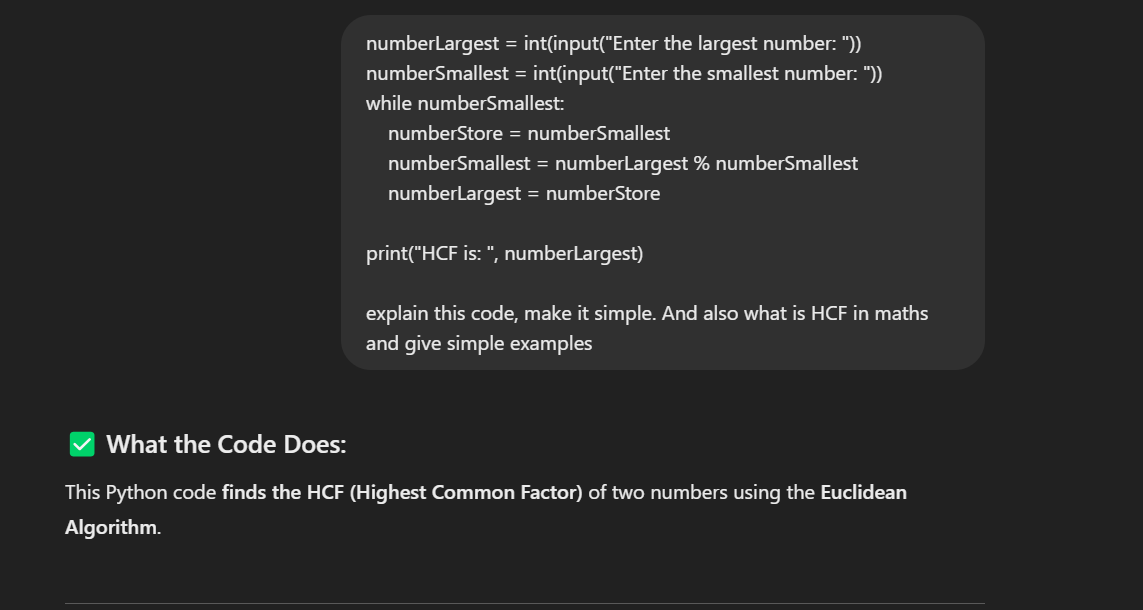 numberLargest = int(input("Enter the largest number: "))
numberSmallest = int(input("Enter the smallest number: "))
while numberSmallest:
    numberStore = numberSmallest
    numberSmallest = numberLargest % numberSmallest
    numberLargest = numberStore
print("HCF is: ", numberLargest)
explain this code, make it simple. And also what is HCF in maths
and give simple examples
What the Code Does:
This Python code finds the HCF (Highest Common Factor) of two numbers using the Euclidean
Algorithm.